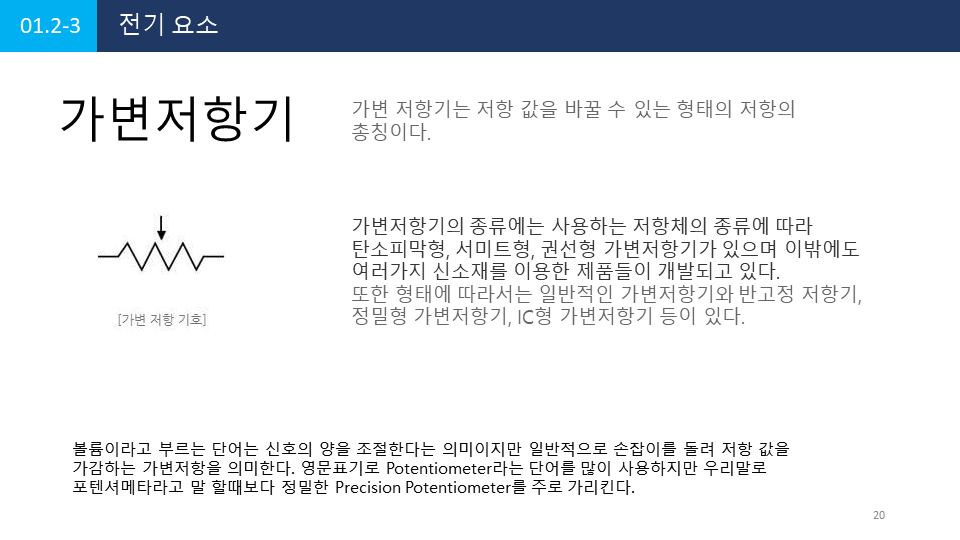 01.2-3
전기 요소
가변저항기
가변 저항기는 저항 값을 바꿀 수 있는 형태의 저항의
총칭이다.
가변저항기의 종류에는 사용하는 저항체의 종류에 따라
탄소피막형, 서미트형, 권선형 가변저항기가 있으며 이밖에도
여러가지 신소재를 이용한 제품들이 개발되고 있다.
또한 형태에 따라서는 일반적인 가변저항기와 반고정 저항기,
정밀형 가변저항기, IC형 가변저항기 등이 있다.
[가변 저항 기호]
볼륨이라고 부르는 단어는 신호의 양을 조절한다는 의미이지만 일반적으로 손잡이를 돌려 저항 값을
가감하는 가변저항을 의미한다. 영문표기로 Potentiometer라는 단어를 많이 사용하지만 우리말로
포텐셔메타라고 말 할때보다 정밀한 Precision Potentiometer를 주로 가리킨다.
20